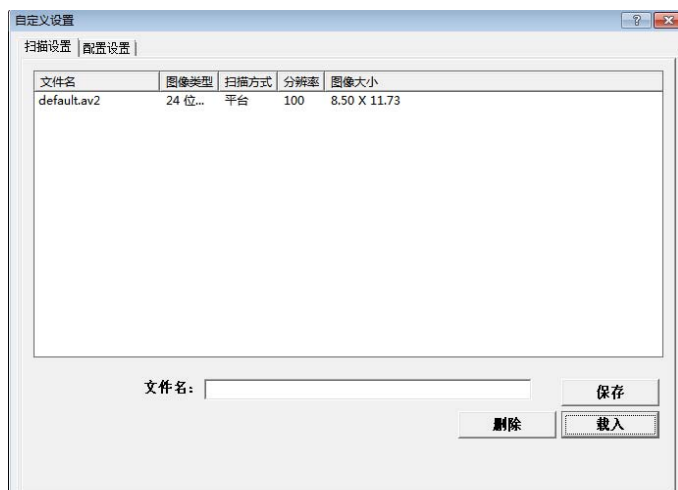 自定义设置
扫描设置 配置设置
文件名 图像类型 扫描方式 分辨率 图像大小
default.av2 24 位... 平台 100 8.50 X 11.73
文件名:
保存
删除 载入